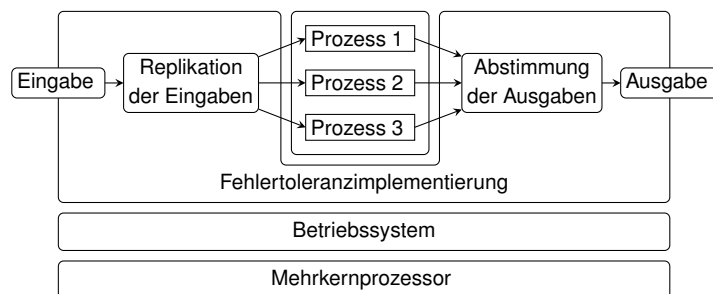 Eingabe
Replikation
der Eingaben
Prozess 1
Prozess 2
Prozess 3
Abstimmung
der Ausgaben
Ausgabe
Fehlertoleranzimplementierung
Betriebssystem
Mehrkernprozessor